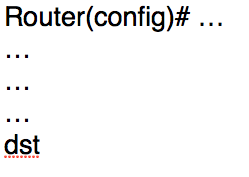 Router(config)# …
…
…
…
dst